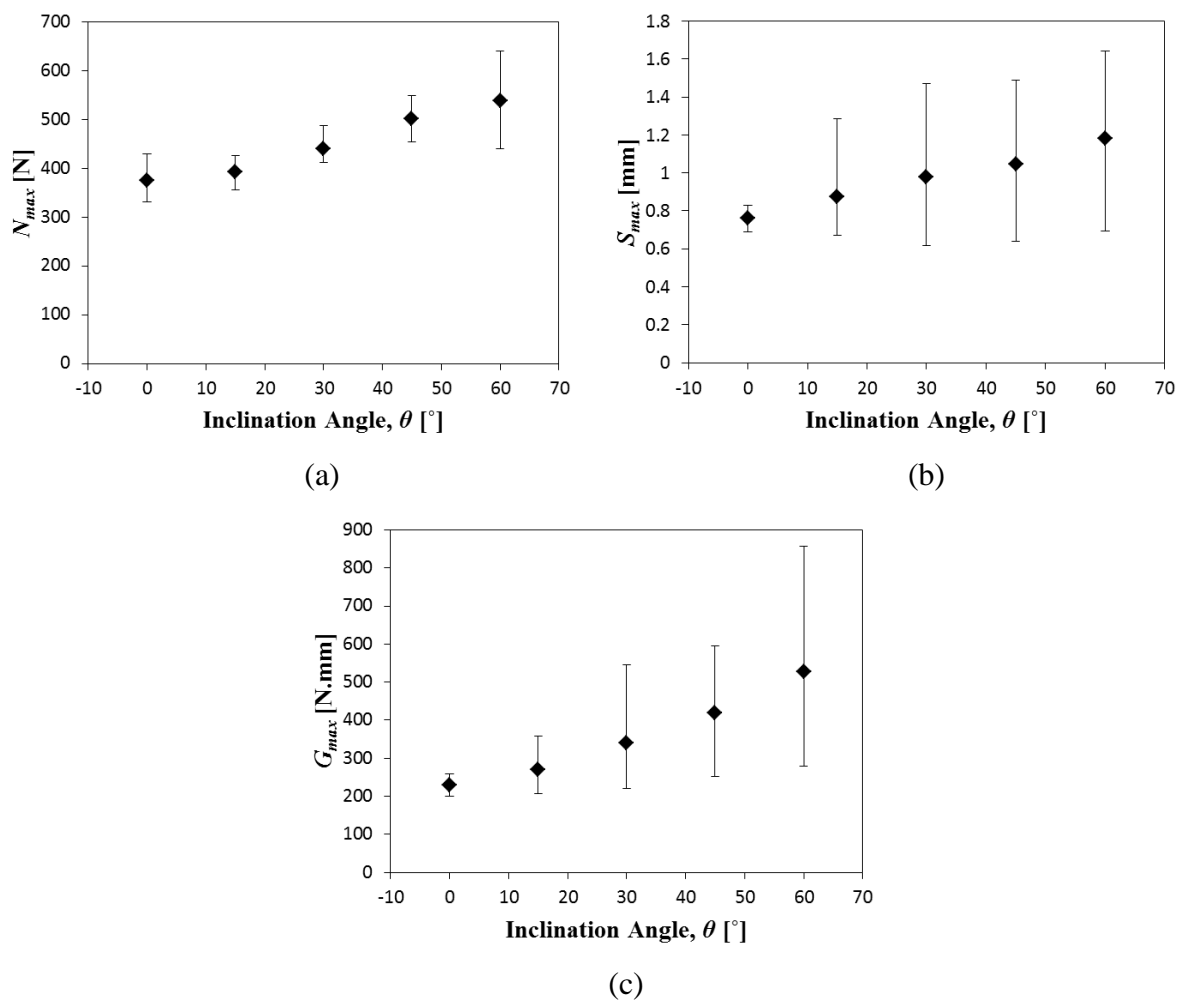 700
600
500
400
300
200
100
0
N_max [N]
-10 0 10 20 30 40 50 60 70
Inclination Angle, θ [°]
(a)
1.8
1.6
1.4
1.2
1
0.8
0.6
0.4
0.2
0
S_max [mm]
-10 0 10 20 30 40 50 60 70
Inclination Angle, θ [°]
(b)
900
800
700
600
500
400
300
200
100
0
G_max [N.mm]
-10 0 10 20 30 40 50 60 70
Inclination Angle, θ [°]
(c)